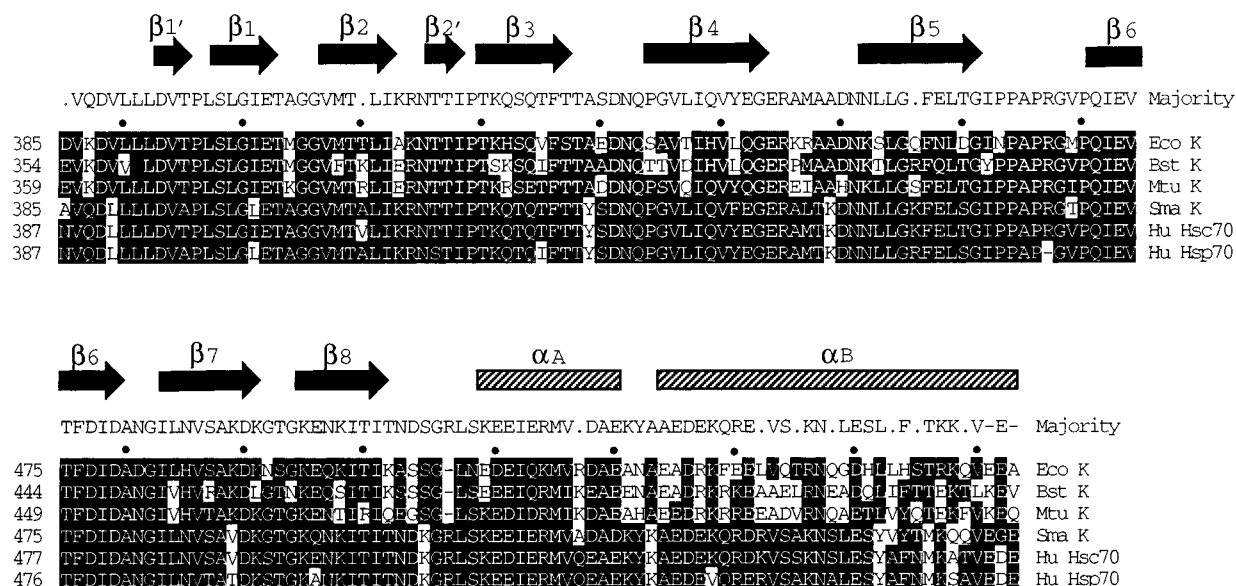 β1' β1 β2 β2' β3 β4 β5 β6
.VQDVLLLDVTPLSLGIETAGGVMT.LIKRNTTIPTKQSQTFTTASDNQPGVLIQVYEGERAMAADNNLLG.FELTGIPPAPRGVPQIEV Majority
385 DVKDVLLLDVTPLSLGIETMGGVMTTLIAKNTTIPTKHSQVFSTAEDNQSAVTIHVLQGERKRAADNKSLGQFNLDGINPAPRGMPQIEV Eco K
354 EVKDVV LLDVTPLSLGIETMGGVFTKLIERNTTIPTSKSQIFTTAADNQTTVDIHVLQGERPMAADNKTLGRFQLTGYPPAPRGVPQIEV Bst K
359 EVKDVLLLDVTPLSLGIETKGGVMTRLIERNTTIPTKRSETFTTADDNQPSVQIQVYQGEREIAAHNKLLGSFELTGIPPAPRGIPQIEV Mtu K
385 AVQDLLLLDVAPLSLGLETAGGVMTALIKRNTTIPTKQTQTFTTYSDNQPGVLIQVFEGERALTKDNNLLGKFELSGIPPAPRGTPQIEV Sma K
387 NVQDLLLLDVTPLSLGIETAGGVMTVLIKRNTTIPTKQTQTFTTYSDNQPGVLIQVYEGERAMTKDNNLLGKFELTGIPPAPRGVPQIEV Hu Hsc70
387 NVQDLLLLDVAPLSLGLETAGGVMTALIKRNSTIPTKQTQIFTTYSDNQPGVLIQVYEGERAMTKDNNLLGRFELSGIPPAP-GVPQIEV Hu Hsp70
β6 β7 β8 αA αB
TFDIDANGILNVSAKDKGTGKENKITITNDSGRLSKEEIERMV.DAEKYAAEDEKQRE.VS.KN.LESL.F.TKK.V-E- Majority
475 TFDIDADGILHVSAKDKNSGKEQKITIKASSG-LNEDEIQKMVRDAEANAEADRKFEELVQTRNQGDHLLHSTRKQVEEA Eco K
444 TFDIDANGIVHVRAKDLGTNKEQSITIKSSSG-LSEEEIQRMIKEAEENAEADRKRKEAAELRNEADQLIFTTEKTLKEV Bst K
449 TFDIDANGIVHVTAKDKGTGKENTIRIQEGSG-LSKEDIDRMIKDAEAHAEEDRKRREEADVRNQAETLVYQTEKFVKEQ Mtu K
475 TFDIDANGILNVSAVDKSTGKQNKITITNDKGRLSKEEIERMVADADKYKAEDEKQRDRVSAKNSLESYVYTMKQQVEGE Sma K
477 TFDIDANGILNVSAVDKSTGKENKITITNDKGRLSKEDIERMVQEAEKYKAEDEKQRDKVSSKNSLESYAFNMKATVEDE Hu Hsc70
476 TFDIDANGILNVTATDKSTGKANKITITNDKGRLSKEEIERMVQEAEKYKAEDEVQRERVSAKNALESYAFNMKSAVEDE Hu Hsp70